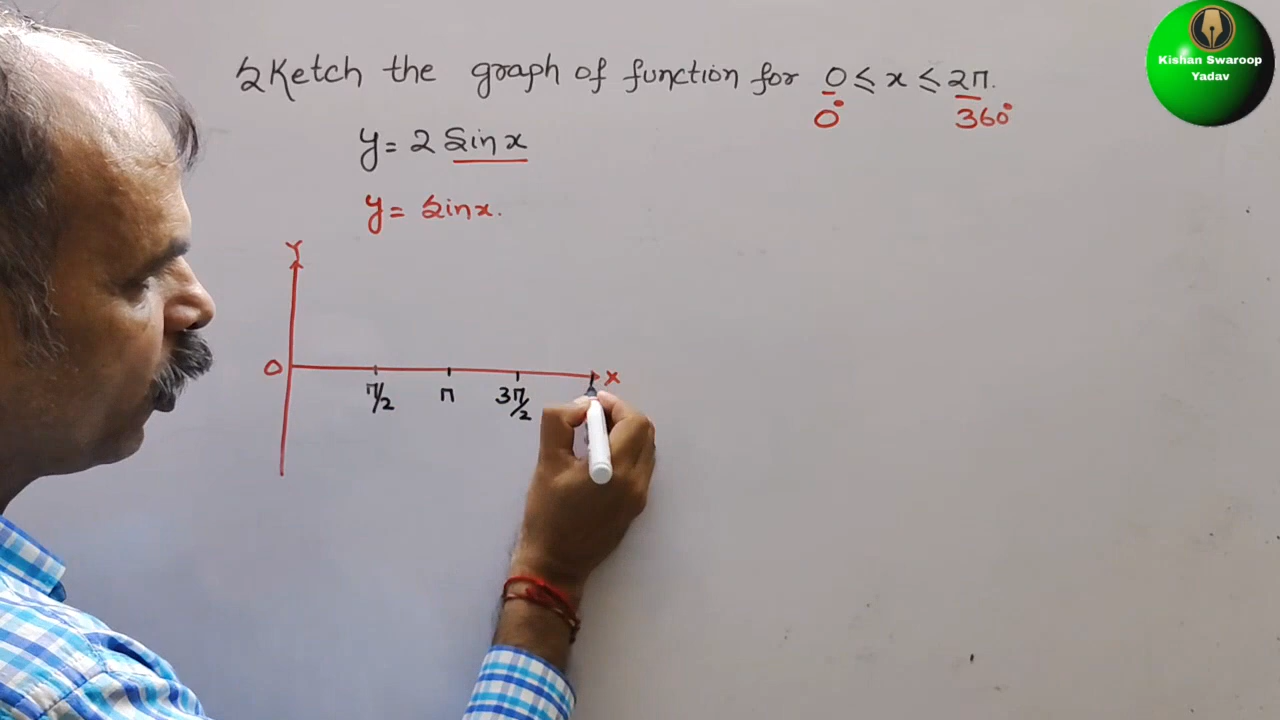 Sketch the graph of function for 0 ≤ x ≤ 2π.
0° 360°
y = 2 Sin x
y = Sin x.
Y
O X
π/2 π 3π/2
Kishan Swaroop
Yadav